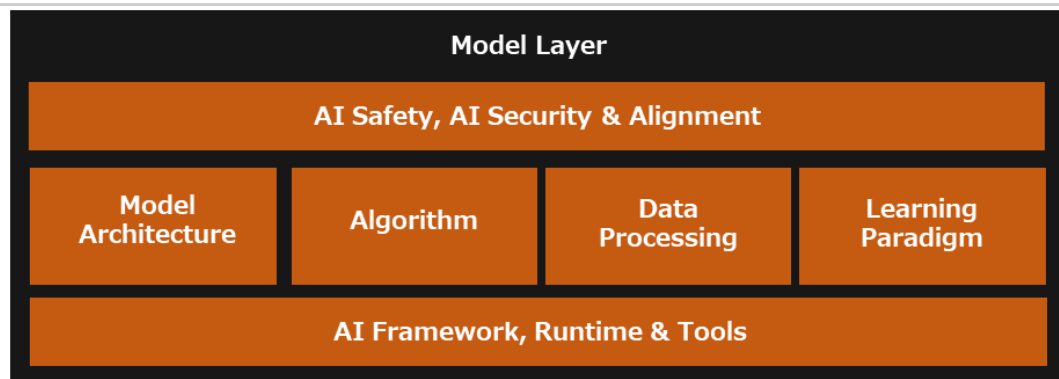 Model Layer
AI Safety, AI Security & Alignment
Model
Architecture
Algorithm
Data
Processing
Learning
Paradigm
AI Framework, Runtime & Tools